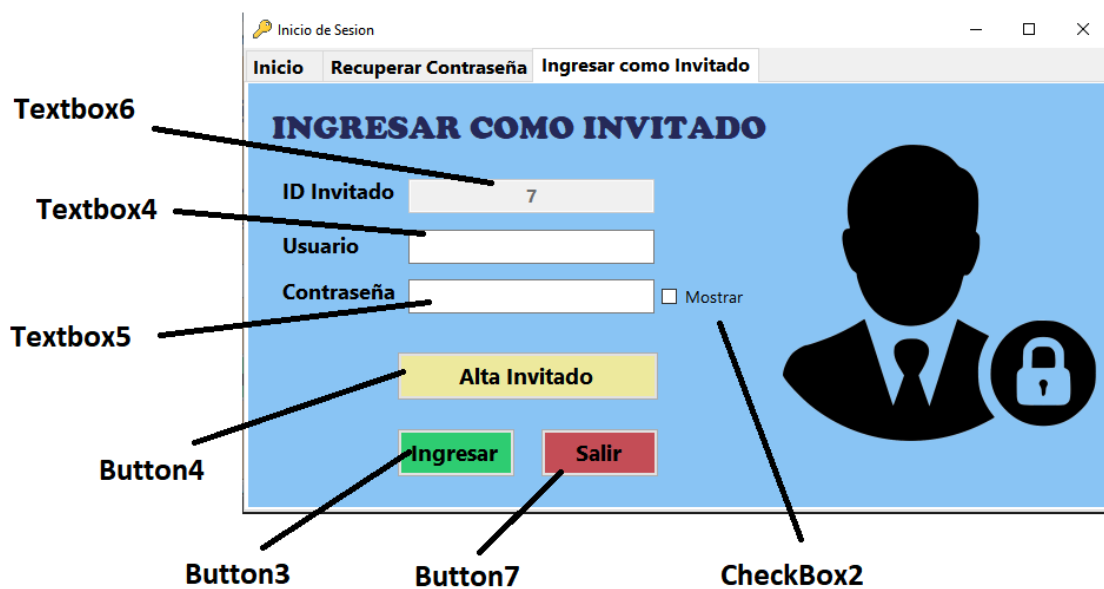 Inicio de Sesion
Inicio Recuperar Contraseña Ingresar como Invitado
Textbox6
INGRESAR COMO INVITADO
ID Invitado 7
Textbox4
Usuario
Contraseña Mostrar
Textbox5
Alta Invitado
Button4
Ingresar Salir
Button3 Button7 CheckBox2